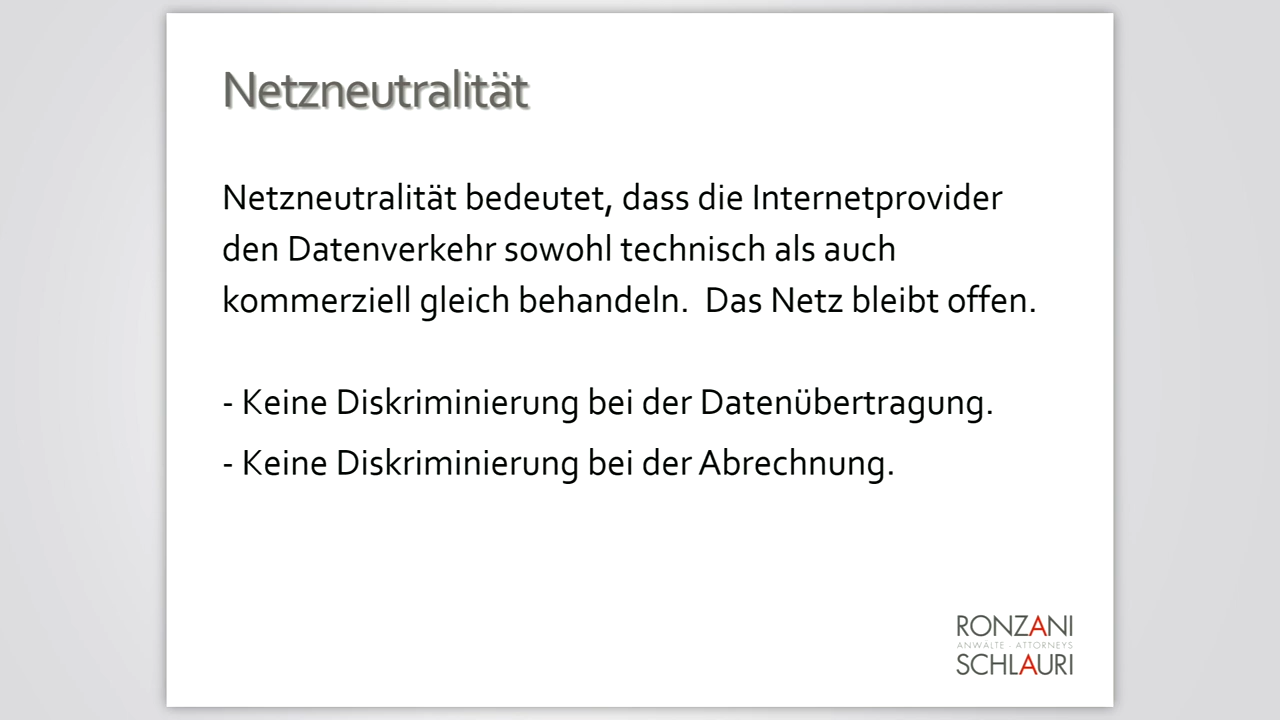 Netzneutralität
Netzneutralität bedeutet, dass die Internetprovider
den Datenverkehr sowohl technisch als auch
kommerziell gleich behandeln.  Das Netz bleibt offen.
- Keine Diskriminierung bei der Datenübertragung.
- Keine Diskriminierung bei der Abrechnung.
RONZANI
ANWÄLTE - ATTORNEYS
SCHLAURI